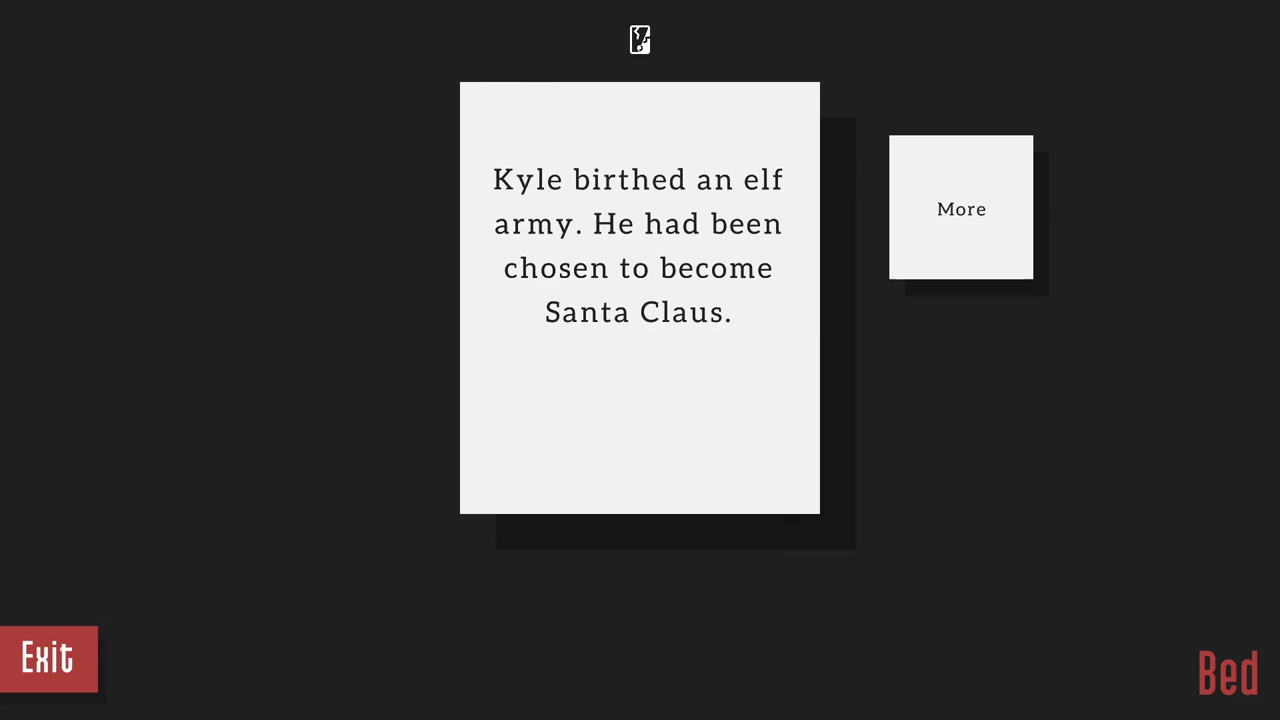 Kyle birthed an elf
army. He had been
chosen to become
Santa Claus.
More
Exit
Bed